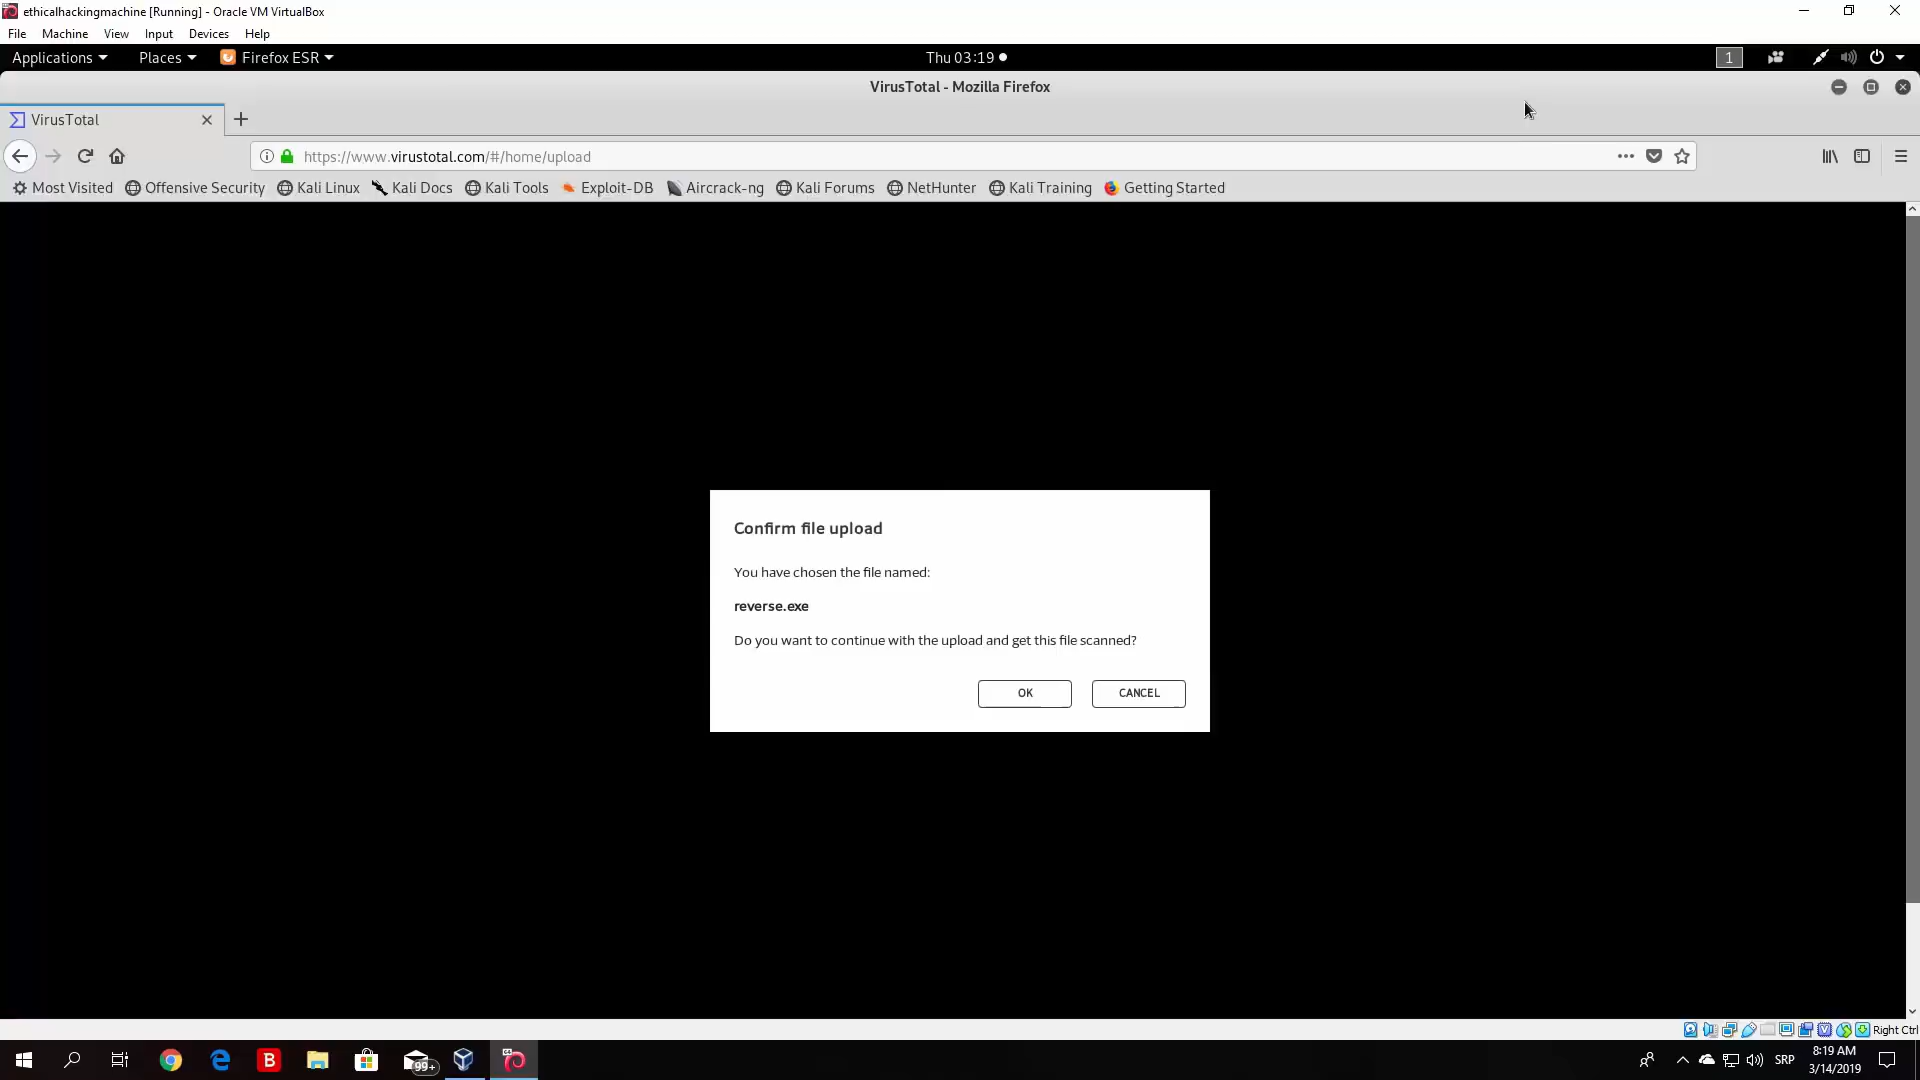 ethicalhackingmachine [Running] - Oracle VM VirtualBox
File Machine View Input Devices Help
Applications Places Firefox ESR Thu 03:19 1
VirusTotal - Mozilla Firefox
VirusTotal
https://www.virustotal.com/#/home/upload
Most Visited Offensive Security Kali Linux Kali Docs Kali Tools Exploit-DB Aircrack-ng Kali Forums NetHunter Kali Training Getting Started
Confirm file upload
You have chosen the file named:
reverse.exe
Do you want to continue with the upload and get this file scanned?
OK CANCEL
Right Ctrl
B 99+ SRP 8:19 AM
3/14/2019